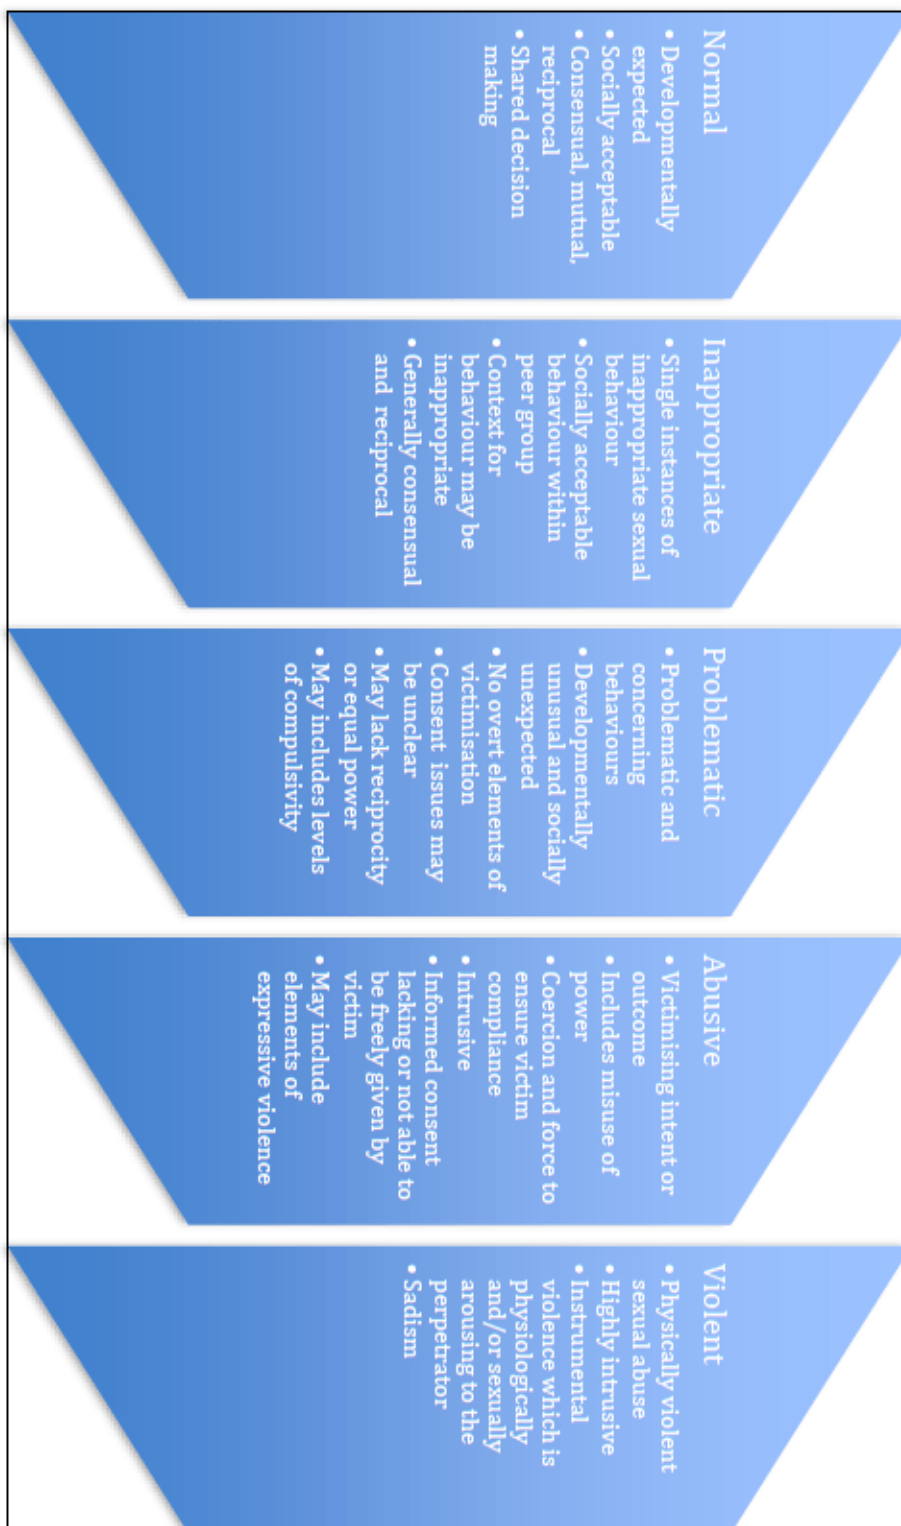 Normal
• Developmentally
expected
• Socially acceptable
• Consensual, mutual,
reciprocal
• Shared decision
making
Inappropriate
• Single instances of
inappropriate sexual
behaviour
• Socially acceptable
behaviour within
peer group
• Context for
behaviour may be
inappropriate
• Generally consensual
and reciprocal
Problematic
• Problematic and
concerning
behaviours
• Developmentally
unusual and socially
unexpected
• No overt elements of
victimisation
• Consent issues may
be unclear
• May lack reciprocity
or equal power
• May includes levels
of compulsivity
Abusive
• Victimising intent or
outcome
• Includes misuse of
power
• Coercion and force to
ensure victim
compliance
• Intrusive
• Informed consent
lacking or not able to
be freely given by
victim
• May include
elements of
expressive violence
Violent
• Physically violent
sexual abuse
• Highly intrusive
• Instrumental
violence which is
physiologically
and/or sexually
arousing to the
perpetrator
• Sadism